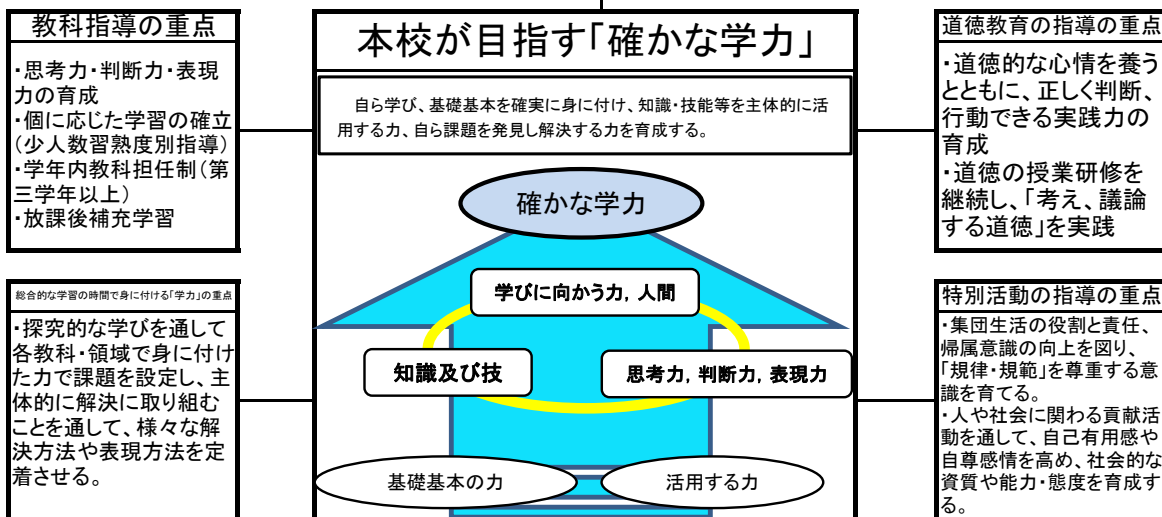 教科指導の重点
・思考力・判断力・表現
力の育成
・個に応じた学習の確立
(少人数習熟度別指導)
・学年内教科担任制(第
三学年以上)
・放課後補充学習
総合的な学習の時間で身に付ける「学力」の重点
・探究的な学びを通して
各教科・領域で身に付け
た力で課題を設定し、主
体的に解決に取り組む
ことを通して、様々な解
決方法や表現方法を定
着させる。
本校が目指す「確かな学力」
自ら学び、基礎基本を確実に身に付け、知識・技能等を主体的に活
用する力、自ら課題を発見し解決する力を育成する。
確かな学力
学びに向かう力，人間
知識及び技
思考力，判断力，表現力
基礎基本の力
活用する力
道徳教育の指導の重点
・道徳的な心情を養う
とともに、正しく判断、
行動できる実践力の
育成
・道徳の授業研修を
継続し、「考え、議論
する道徳」を実践
特別活動の指導の重点
・集団生活の役割と責任、
帰属意識の向上を図り、
「規律・規範」を尊重する意
識を育てる。
・人や社会に関わる貢献活
動を通して、自己有用感や
自尊感情を高め、社会的な
資質や能力・態度を育成す
る。